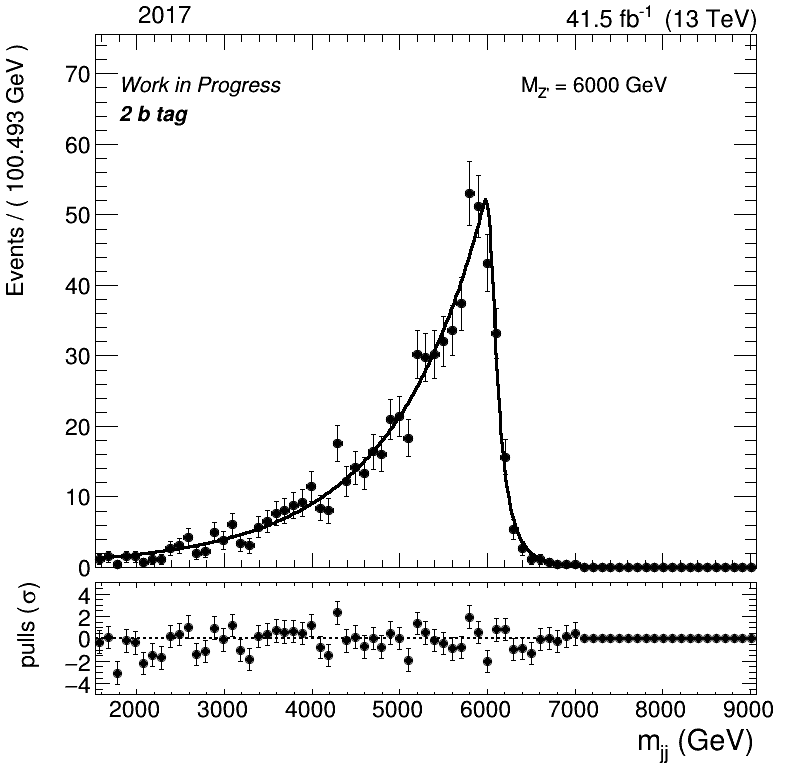 2017 41.5 fb⁻¹ (13 TeV)
Events / ( 100.493 GeV )
Work in Progress
2 b tag
M_Z' = 6000 GeV
70
60
50
40
30
20
10
0
pulls (σ)
4
2
0
−2
−4
2000 3000 4000 5000 6000 7000 8000 9000
m_jj (GeV)